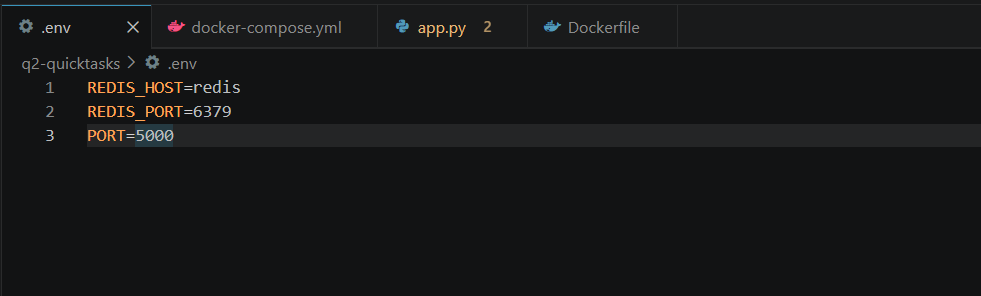 .env
docker-compose.yml
app.py 2
Dockerfile
q2-quicktasks > .env
1 REDIS_HOST=redis
2 REDIS_PORT=6379
3 PORT=5000